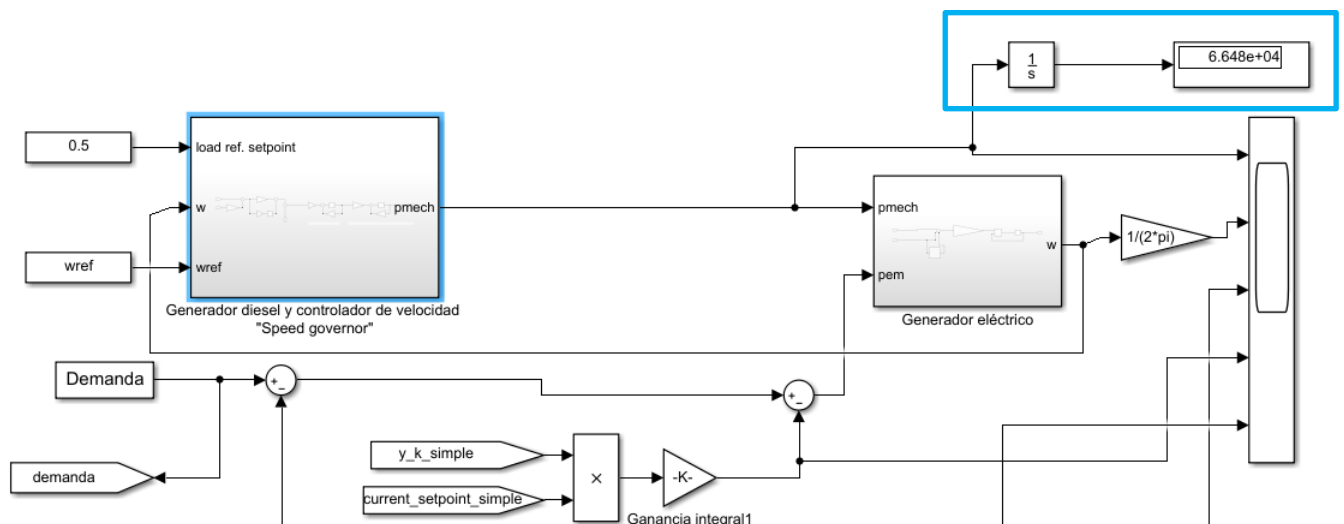 1
s
6.648e+04
0.5
load ref. setpoint
w
pmech
wref
wref
Generador diesel y controlador de velocidad
"Speed governor"
pmech
pem
w
Generador eléctrico
1/(2*pi)
Demanda
+
-
+
-
demanda
y_k_simple
current_setpoint_simple
×
-K-
Ganancia integral1